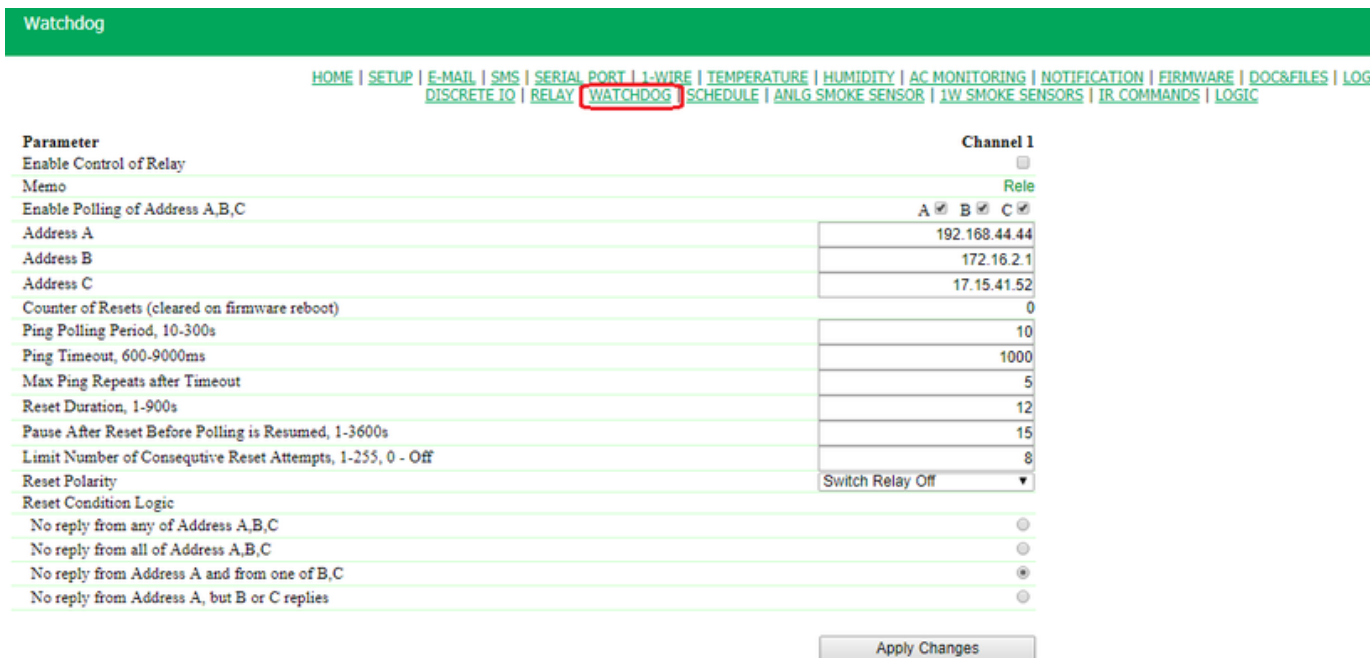 Watchdog
HOME | SETUP | E-MAIL | SMS | SERIAL PORT | 1-WIRE | TEMPERATURE | HUMIDITY | AC MONITORING | NOTIFICATION | FIRMWARE | DOC&FILES | LOG
DISCRETE IO | RELAY | WATCHDOG | SCHEDULE | ANLG SMOKE SENSOR | 1W SMOKE SENSORS | IR COMMANDS | LOGIC
Parameter Channel 1
Enable Control of Relay
Memo Rele
Enable Polling of Address A,B,C A B C
Address A 192.168.44.44
Address B 172.16.2.1
Address C 17.15.41.52
Counter of Resets (cleared on firmware reboot) 0
Ping Polling Period, 10-300s 10
Ping Timeout, 600-9000ms 1000
Max Ping Repeats after Timeout 5
Reset Duration, 1-900s 12
Pause After Reset Before Polling is Resumed, 1-3600s 15
Limit Number of Consequtive Reset Attempts, 1-255, 0 - Off 8
Reset Polarity Switch Relay Off
Reset Condition Logic
No reply from any of Address A,B,C
No reply from all of Address A,B,C
No reply from Address A and from one of B,C
No reply from Address A, but B or C replies
Apply Changes